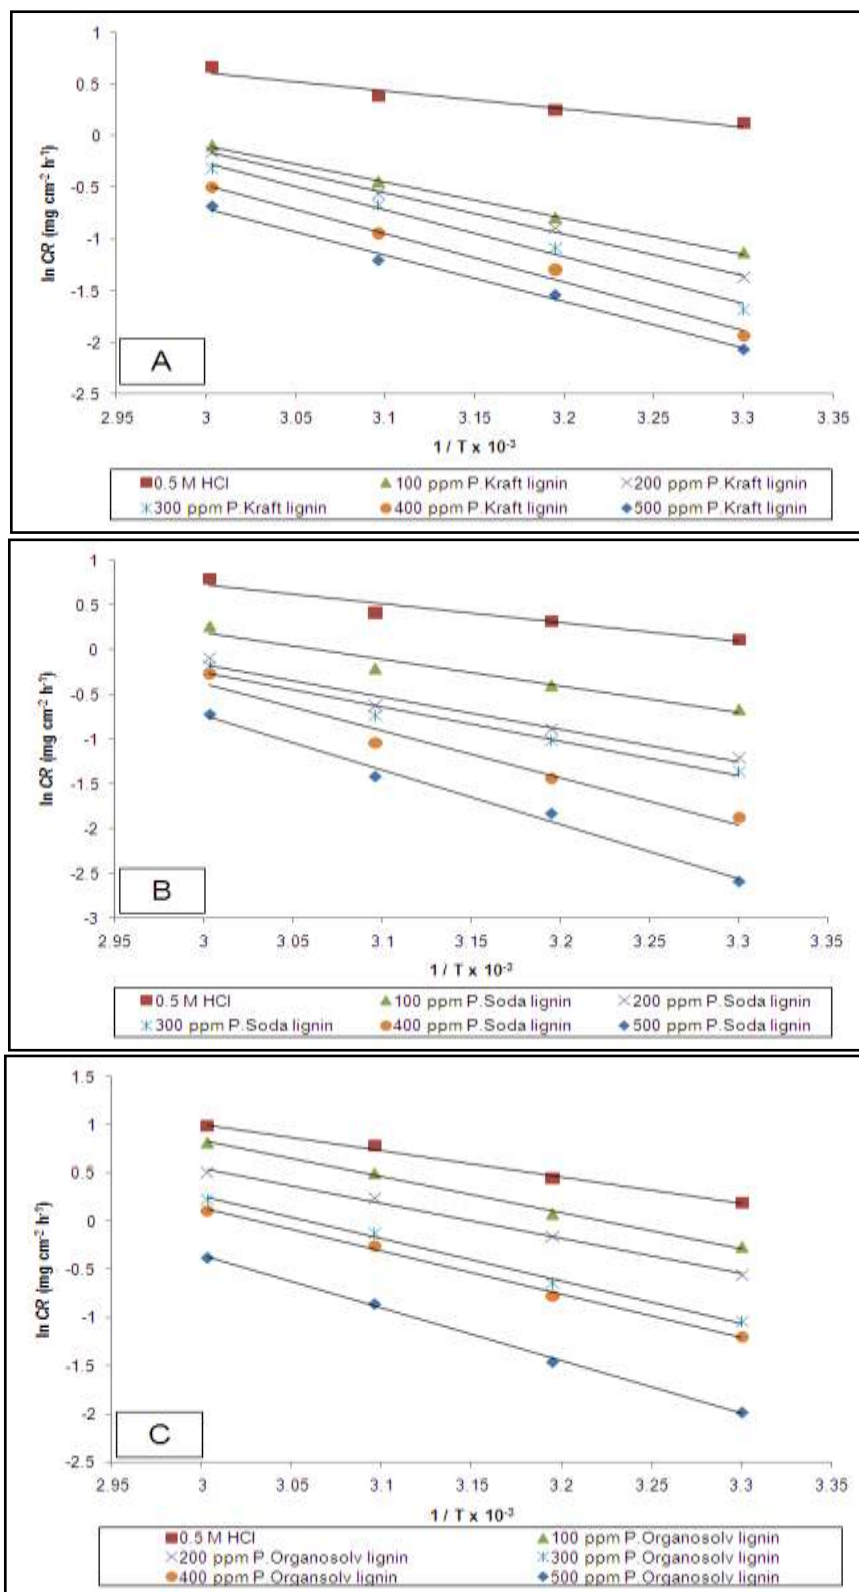 1
0.5
0
-0.5
-1
-1.5
-2
-2.5
ln CR (mg cm-2 h-1)
A
2.95 3 3.05 3.1 3.15 3.2 3.25 3.3 3.35
1 / T x 10-3
0.5 M HCl 100 ppm P.Kraft lignin 200 ppm P.Kraft lignin
300 ppm P.Kraft lignin 400 ppm P.Kraft lignin 500 ppm P.Kraft lignin
1
0.5
0
-0.5
-1
-1.5
-2
-2.5
-3
ln CR (mg cm-2 h-1)
B
2.95 3 3.05 3.1 3.15 3.2 3.25 3.3 3.35
1 / T x 10-3
0.5 M HCl 100 ppm P.Soda lignin 200 ppm P.Soda lignin
300 ppm P.Soda lignin 400 ppm P.Soda lignin 500 ppm P.Soda lignin
1.5
1
0.5
0
-0.5
-1
-1.5
-2
-2.5
ln CR (mg cm-2 h-1)
C
2.95 3 3.05 3.1 3.15 3.2 3.25 3.3 3.35
1 / T x 10-3
0.5 M HCl 100 ppm P.Organosolv lignin
200 ppm P.Organosolv lignin 300 ppm P.Organosolv lignin
400 ppm P.Organsolv lignin 500 ppm P.Organosolv lignin